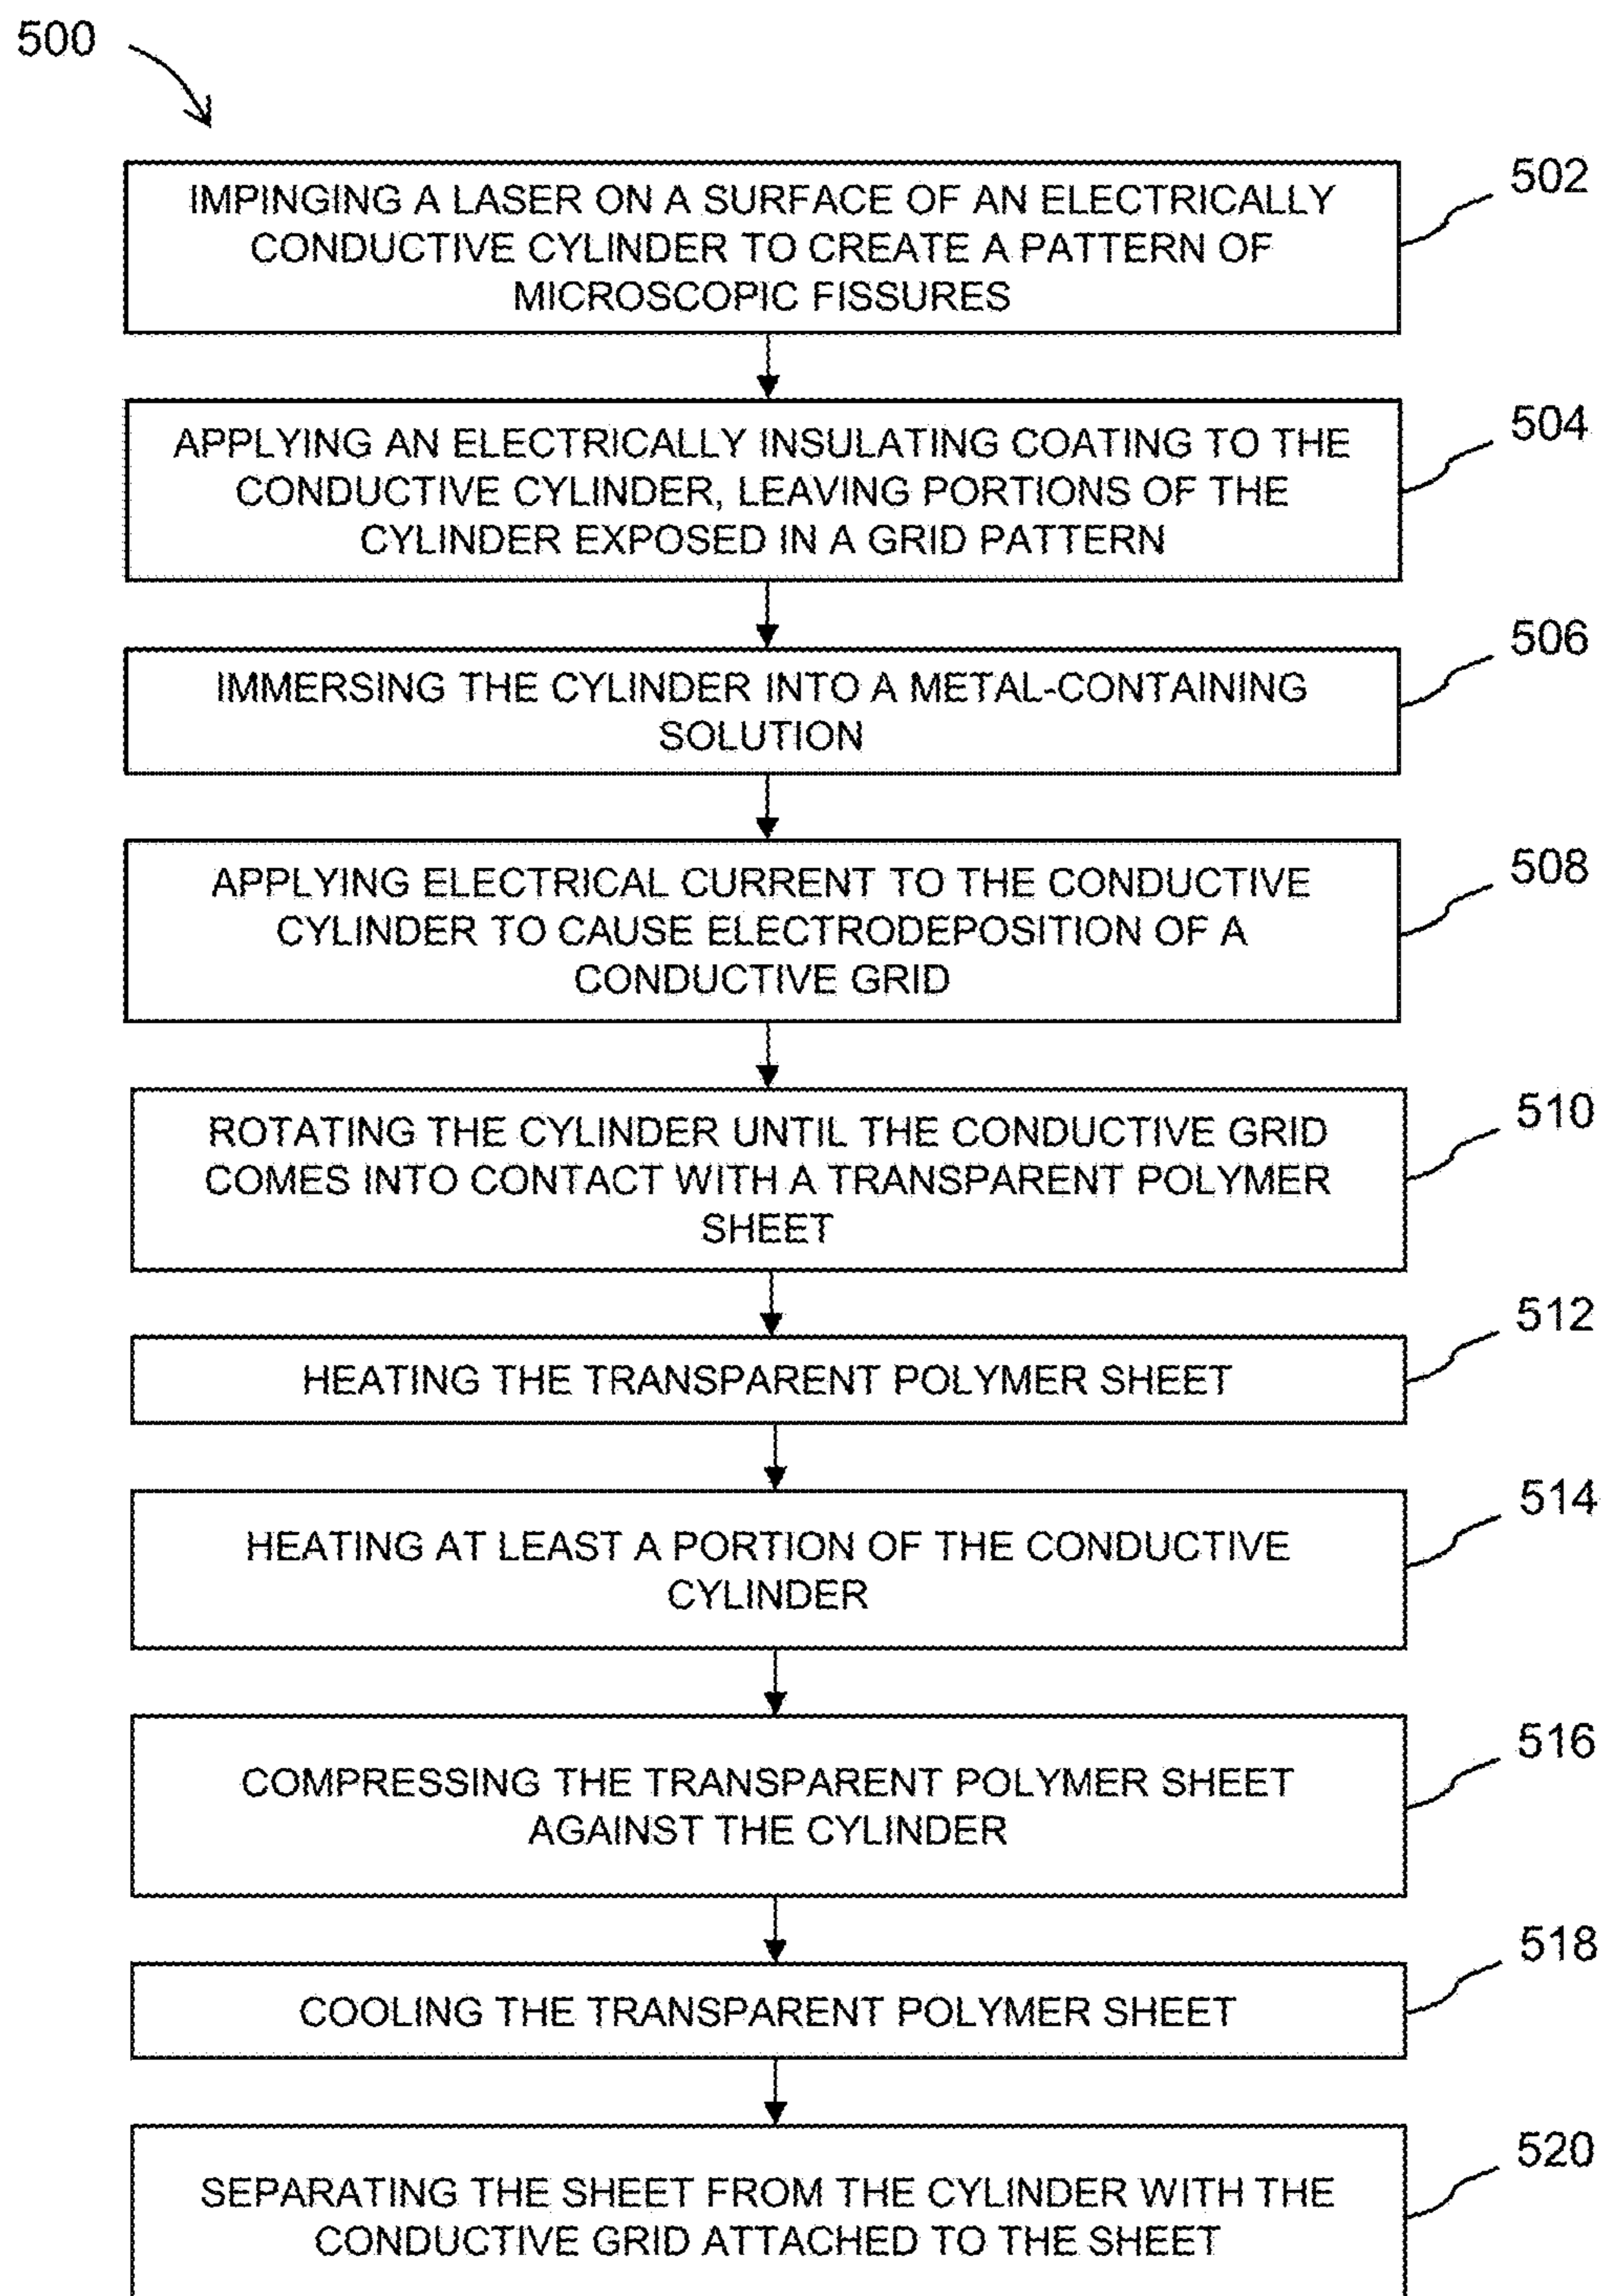 500
IMPINGING A LASER ON A SURFACE OF AN ELECTRICALLY
CONDUCTIVE CYLINDER TO CREATE A PATTERN OF
MICROSCOPIC FISSURES
502
APPLYING AN ELECTRICALLY INSULATING COATING TO THE
CONDUCTIVE CYLINDER, LEAVING PORTIONS OF THE
CYLINDER EXPOSED IN A GRID PATTERN
504
IMMERSING THE CYLINDER INTO A METAL-CONTAINING
SOLUTION
506
APPLYING ELECTRICAL CURRENT TO THE CONDUCTIVE
CYLINDER TO CAUSE ELECTRODEPOSITION OF A
CONDUCTIVE GRID
508
ROTATING THE CYLINDER UNTIL THE CONDUCTIVE GRID
COMES INTO CONTACT WITH A TRANSPARENT POLYMER
SHEET
510
HEATING THE TRANSPARENT POLYMER SHEET
512
HEATING AT LEAST A PORTION OF THE CONDUCTIVE
CYLINDER
514
COMPRESSING THE TRANSPARENT POLYMER SHEET
AGAINST THE CYLINDER
516
COOLING THE TRANSPARENT POLYMER SHEET
518
SEPARATING THE SHEET FROM THE CYLINDER WITH THE
CONDUCTIVE GRID ATTACHED TO THE SHEET
520